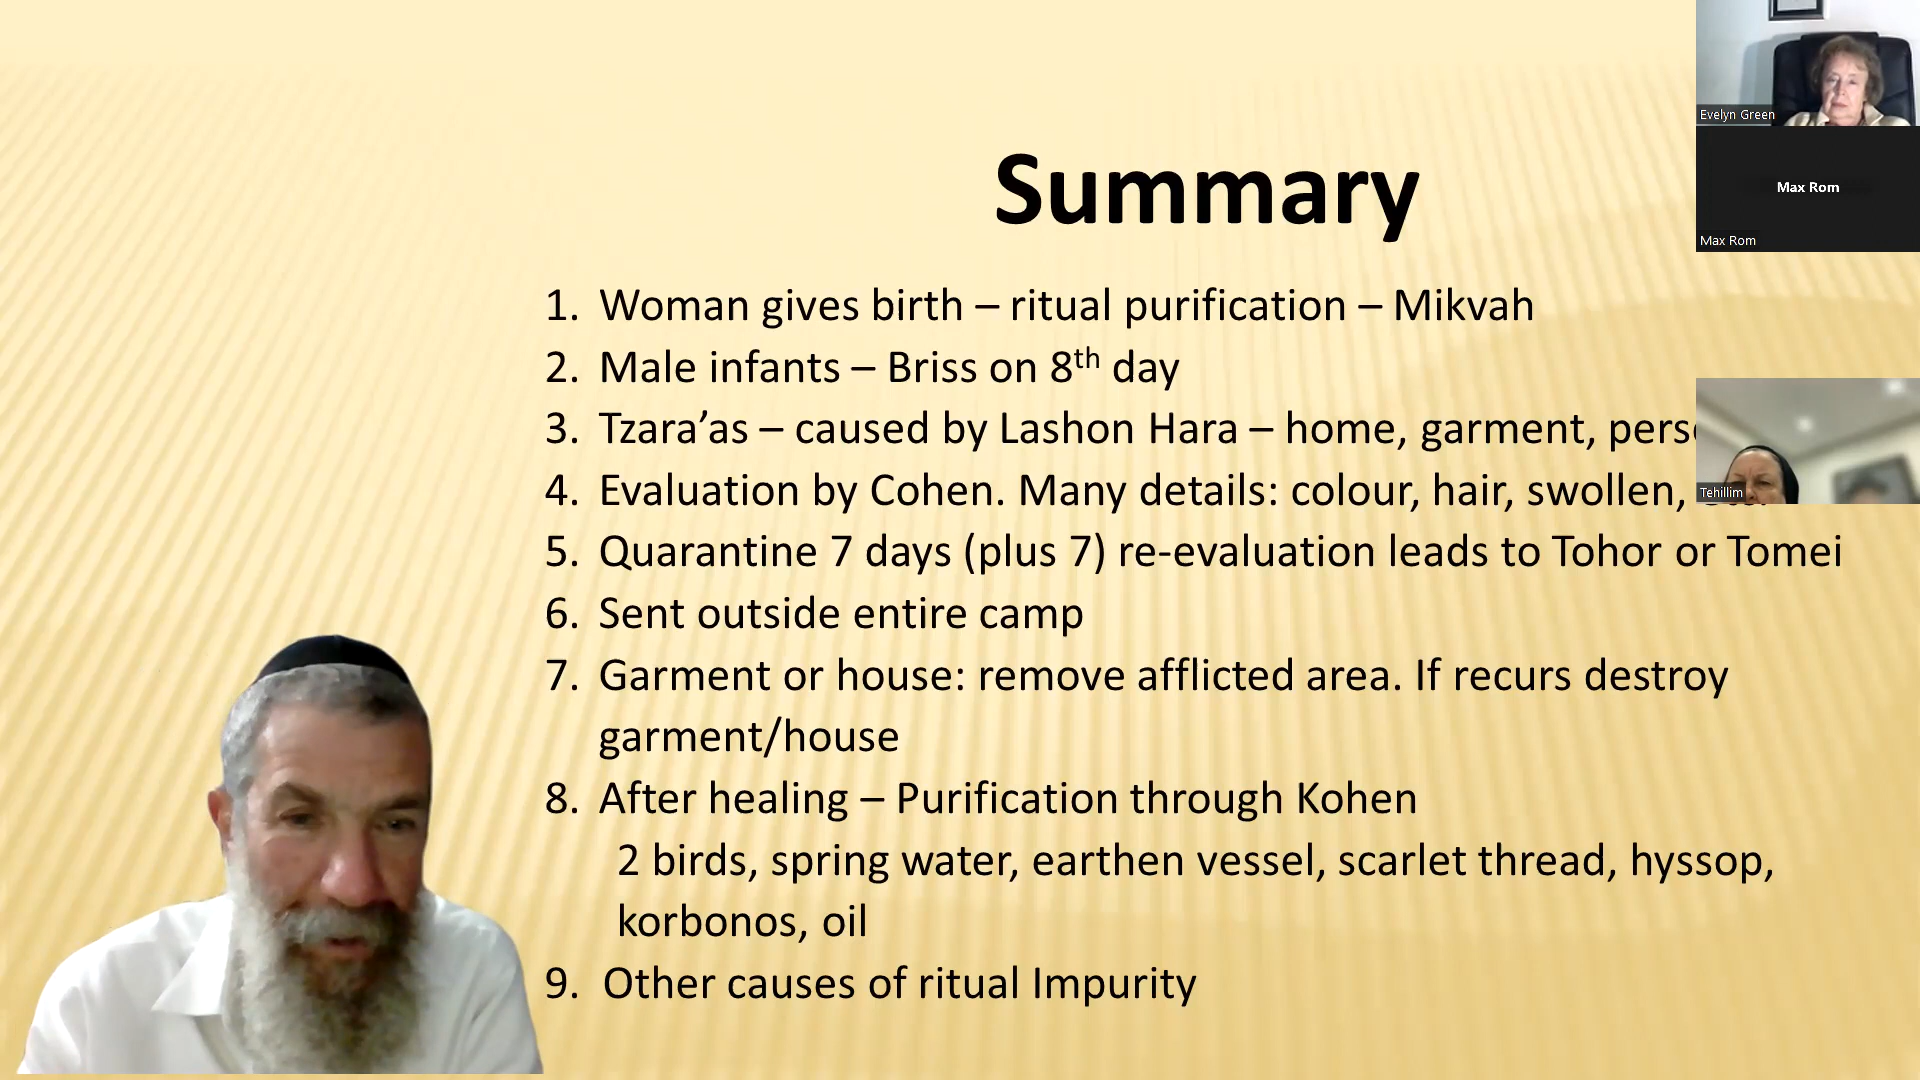 Summary
1. Woman gives birth – ritual purification – Mikvah
2. Male infants – Briss on 8th day
3. Tzara’as – caused by Lashon Hara – home, garment,
4. Evaluation by Cohen. Many details: colour, hair, swollen,
5. Quarantine 7 days (plus 7) re-evaluation leads to Tohor or Tomei
6. Sent outside entire camp
7. Garment or house: remove afflicted area. If recurs destroy
garment/house
8. After healing – Purification through Kohen
2 birds, spring water, earthen vessel, scarlet thread, hyssop,
korbonos, oil
9. Other causes of ritual Impurity
Evelyn Green
Max Rom
Max Rom
Tehillim